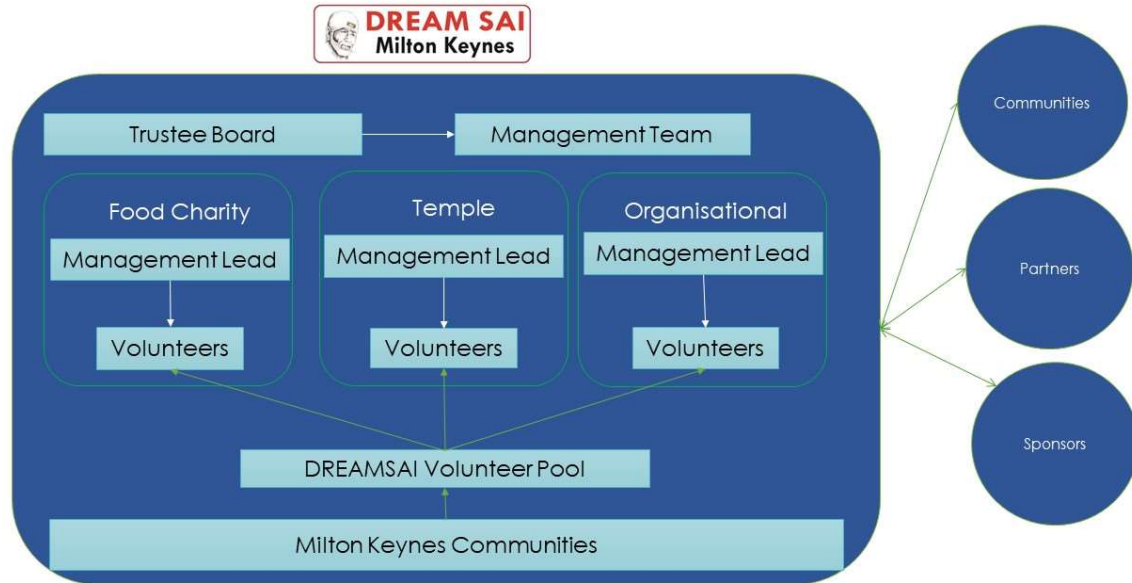 DREAM SAI
Milton Keynes
Trustee Board
Management Team
Food Charity
Management Lead
Volunteers
Temple
Management Lead
Volunteers
Organisational
Management Lead
Volunteers
DREAMSAI Volunteer Pool
Milton Keynes Communities
Communities
Partners
Sponsors